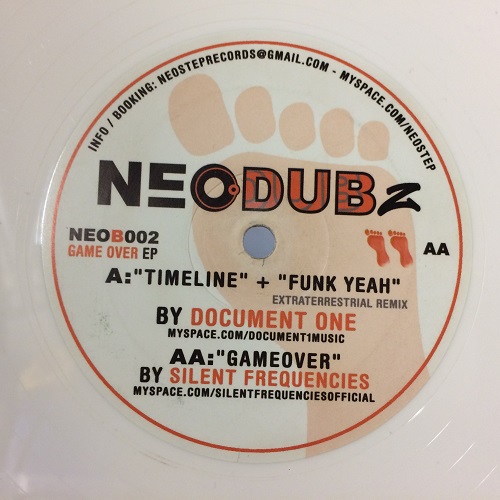 INFO / BOOKING: NEOSTEPRECORDS@GMAIL.COM - MYSPACE.COM/NEOSTEP
NEODUBZ
NEOB002
GAME OVER EP
AA
A:"TIMELINE" + "FUNK YEAH"
EXTRATERRESTRIAL REMIX
BY DOCUMENT ONE
MYSPACE.COM/DOCUMENT1MUSIC
AA:"GAMEOVER"
BY SILENT FREQUENCIES
MYSPACE.COM/SILENTFREQUENCIESOFFICIAL